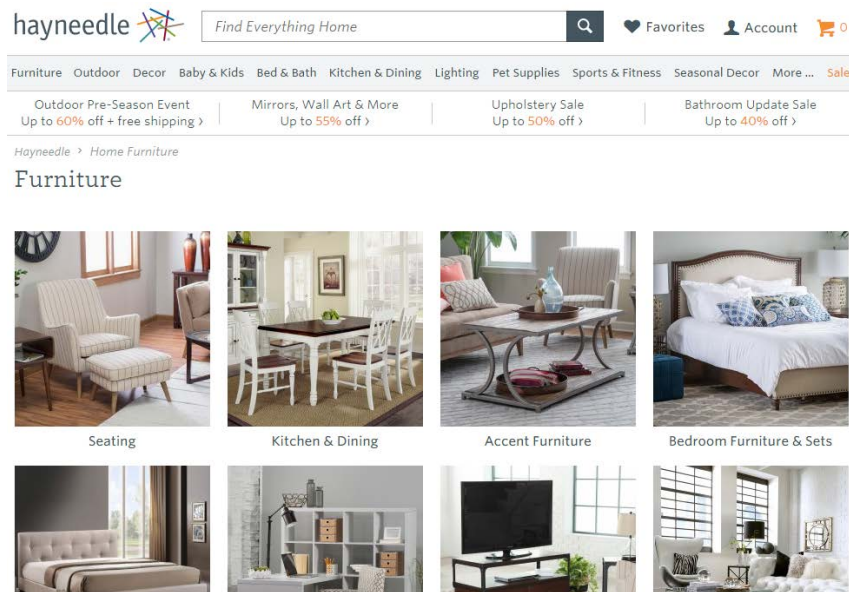 hayneedle
Find Everything Home
Favorites
Account
0
Furniture Outdoor Decor Baby & Kids Bed & Bath Kitchen & Dining Lighting Pet Supplies Sports & Fitness Seasonal Decor More ... Sale
Outdoor Pre-Season Event
Up to 60% off + free shipping >
Mirrors, Wall Art & More
Up to 55% off >
Upholstery Sale
Up to 50% off >
Bathroom Update Sale
Up to 40% off >
Hayneedle > Home Furniture
Furniture
Seating
Kitchen & Dining
Accent Furniture
Bedroom Furniture & Sets